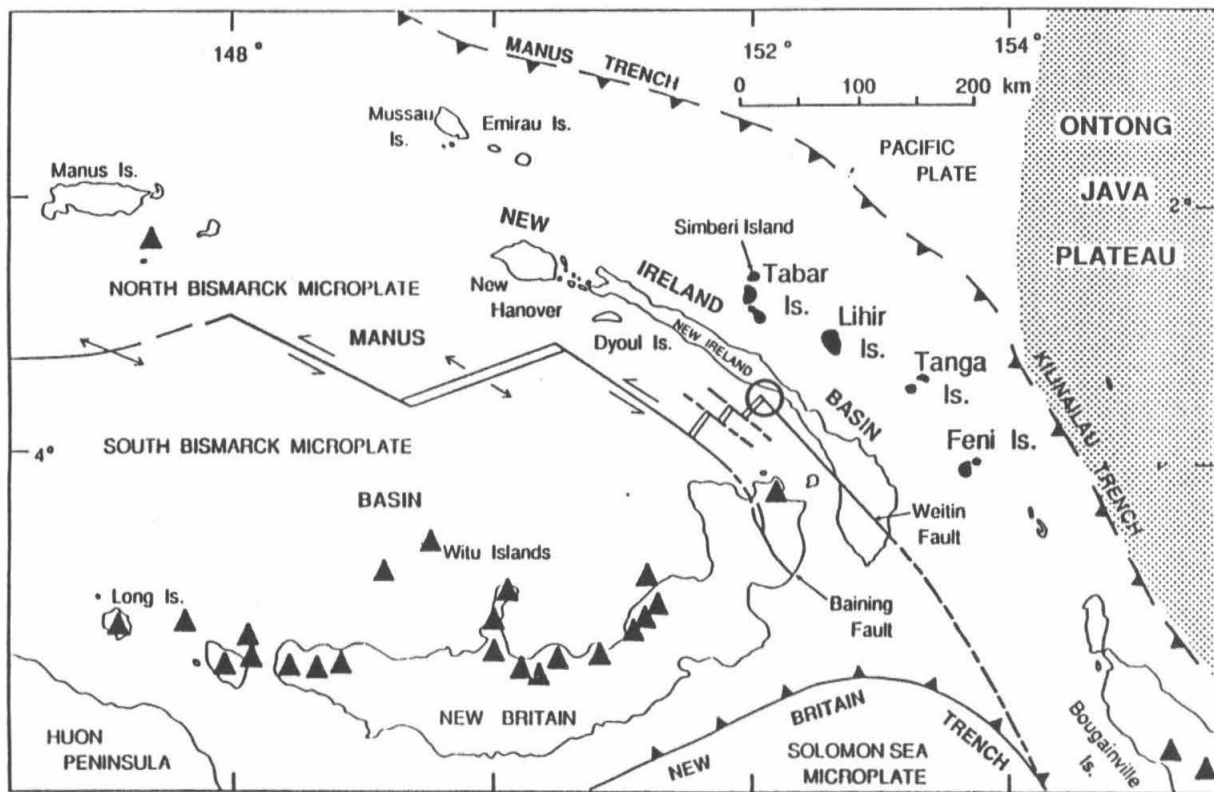 148°
152°
154°
MANUS TRENCH
0 100 200 km
Mussau
Is.
Emirau Is.
PACIFIC
PLATE
ONTONG
JAVA
PLATEAU
Manus Is.
2°
NEW
IRELAND
BASIN
Simberi Island
Tabar
Is.
NORTH BISMARCK MICROPLATE
New
Hanover
MANUS
Dyoul Is.
NEW IRELAND
Lihir
Is.
Tanga
Is.
KILINAILAU TRENCH
4°
SOUTH BISMARCK MICROPLATE
Feni Is.
BASIN
Weitin
Fault
Witu Islands
Long Is.
Baining
Fault
NEW BRITAIN
HUON
PENINSULA
NEW
BRITAIN
TRENCH
SOLOMON SEA
MICROPLATE
Bougainville
Is.